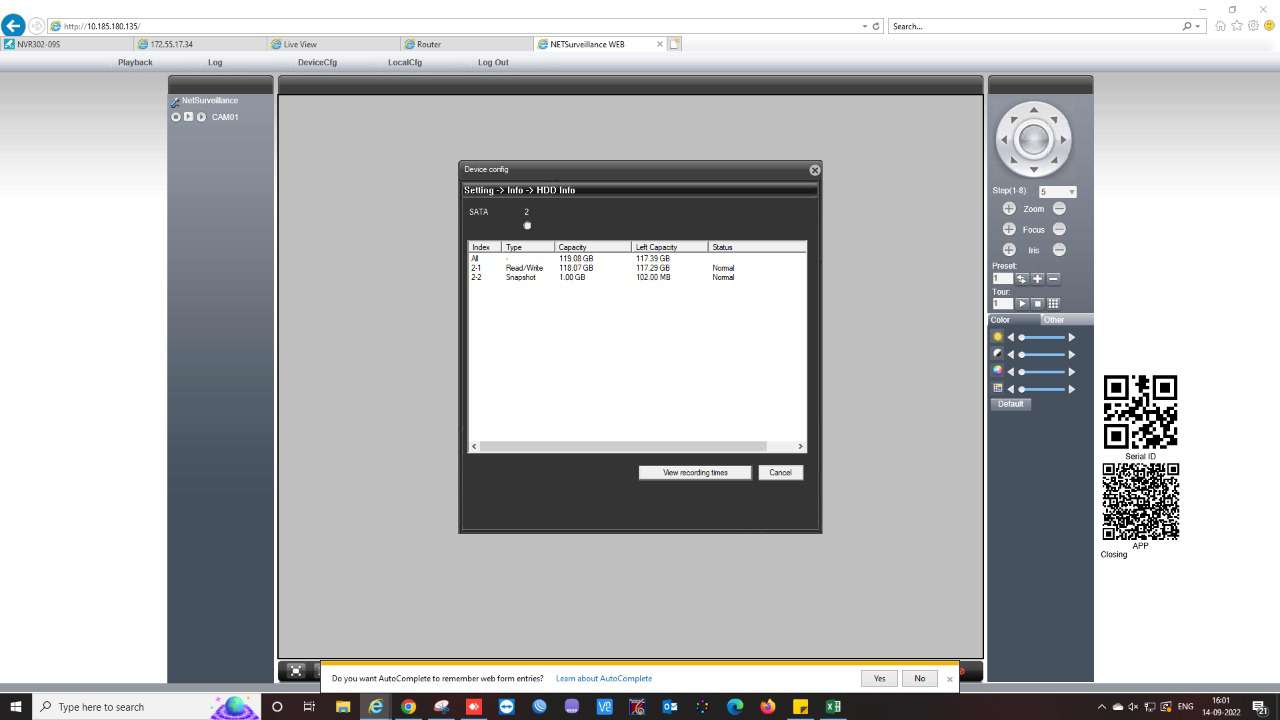 http://10.185.180.135/
Search...
NVR302-09S
172.55.17.34
Live View
Router
NETSurveillance WEB
Playback
Log
DeviceCfg
LocalCfg
Log Out
NetSurveillance
CAM01
Device config
Setting -> Info -> HDD Info
SATA 2
Index Type Capacity Left Capacity Status
All - 119.08 GB 117.39 GB
2-1 Read/Write 118.07 GB 117.29 GB Normal
2-2 Snapshot 1.00 GB 102.00 MB Normal
View recording times
Cancel
Step(1-8) 5
Zoom
Focus
Iris
Preset:
1
Tour:
1
Color Other
Default
Serial ID
APP
Closing
Do you want AutoComplete to remember web form entries? Learn about AutoComplete
Yes
No
Type here to search
ENG
16:01
14-09-2022